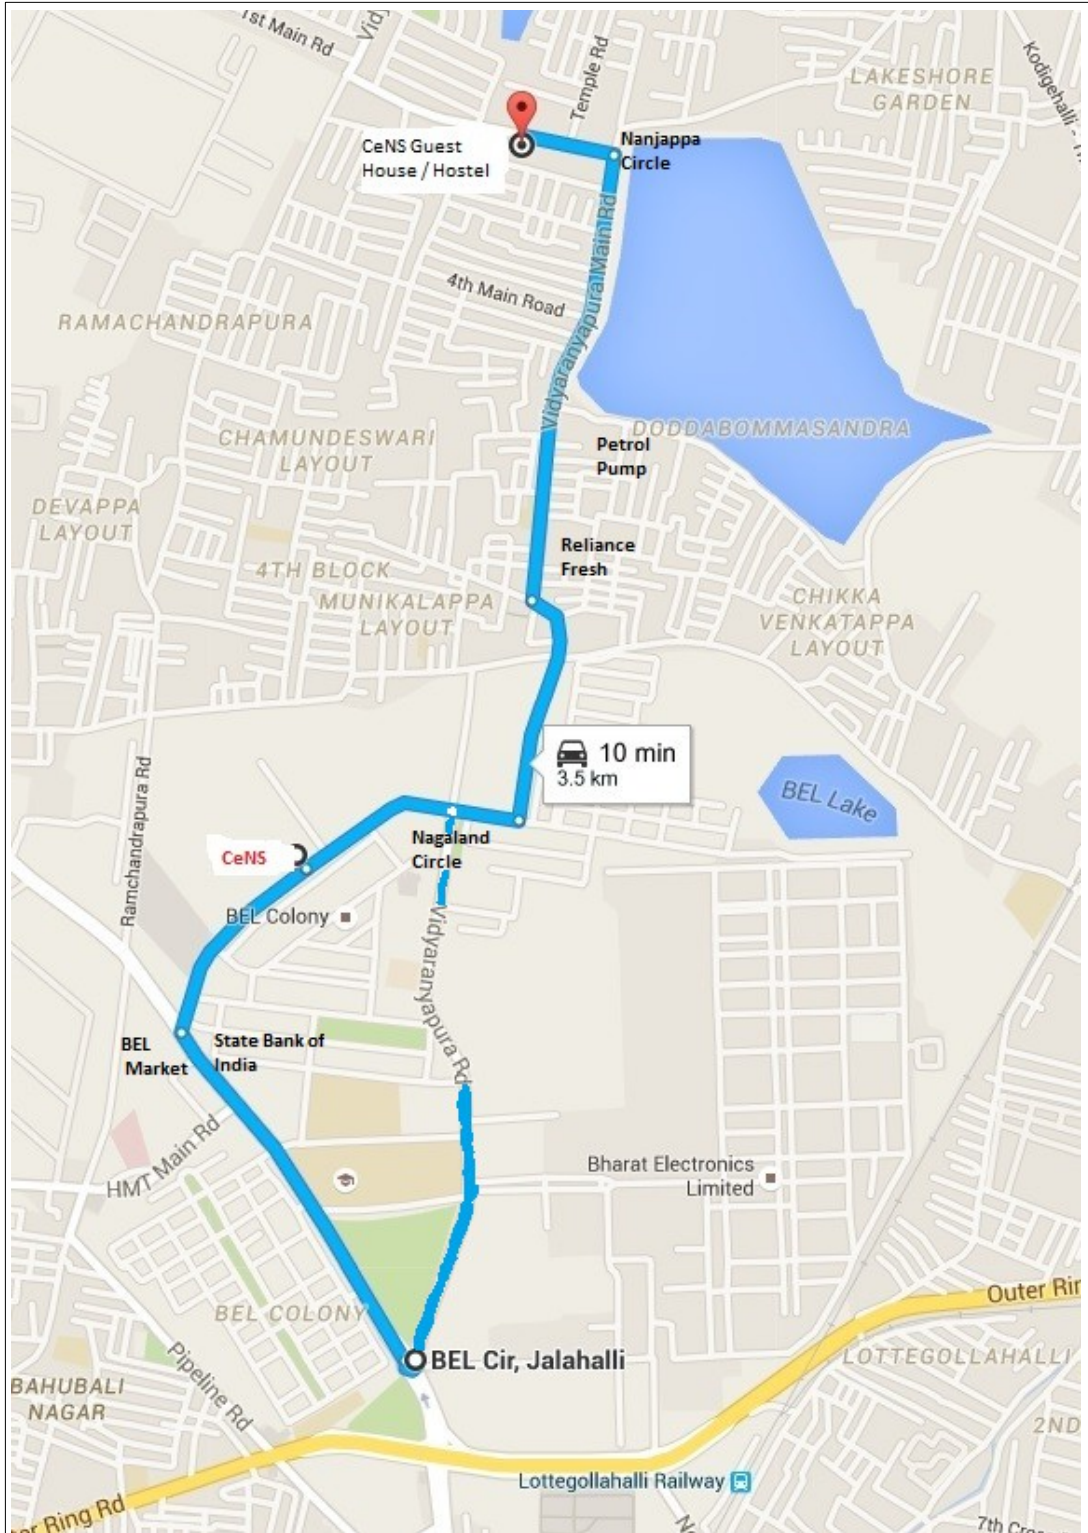 1st Main Rd
Temple Rd
LAKESHORE
GARDEN
CeNS Guest
House / Hostel
Nanjappa
Circle
Vidyaranyapura Main Rd
4th Main Road
RAMACHANDRAPURA
CHAMUNDESWARI
LAYOUT
DODDABOMMASANDRA
Petrol
Pump
DEVAPPA
LAYOUT
Reliance
Fresh
4TH BLOCK
MUNIKALAPPA
LAYOUT
CHIKKA
VENKATAPPA
LAYOUT
10 min
3.5 km
Ramchandrapura Rd
BEL Lake
Nagaland
Circle
CeNS
BEL Colony
Vidyaranyapura Rd
BEL
Market
State Bank of
India
HMT Main Rd
Bharat Electronics
Limited
BEL COLONY
Outer Rin
BEL Cir, Jalahalli
LOTTEGOLLAHALLI
Pipeline Rd
BAHUBALI
NAGAR
2ND
Lottegollahalli Railway
er Ring Rd
7th Cros